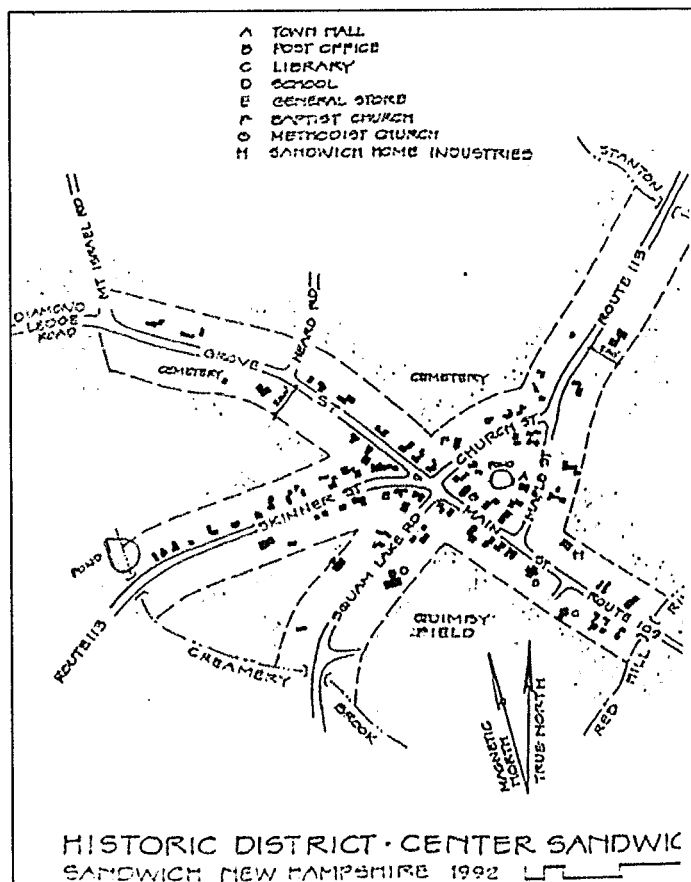 A TOWN HALL
B POST OFFICE
C LIBRARY
D SCHOOL
E GENERAL STORE
F BAPTIST CHURCH
G METHODIST CHURCH
H SANDWICH HOME INDUSTRIES
STANTON
MT ISRAEL RD
HEARD RD
ROUTE 113
DIAMOND
LEDGE
ROAD
GROVE ST
CEMETERY
CEMETERY
CHURCH ST
POND
A
MAPLE ST
SKINNER ST
MAIN ST
H
SQUAM LAKE RD
POND
ROUTE 113
QUIMBY
FIELD
ROUTE 109
CREAMERY
BROOK
RED
HILL
MAGNETIC
NORTH
TRUE NORTH
HISTORIC DISTRICT · CENTER SANDWIC
SANDWICH NEW HAMPSHIRE 1992